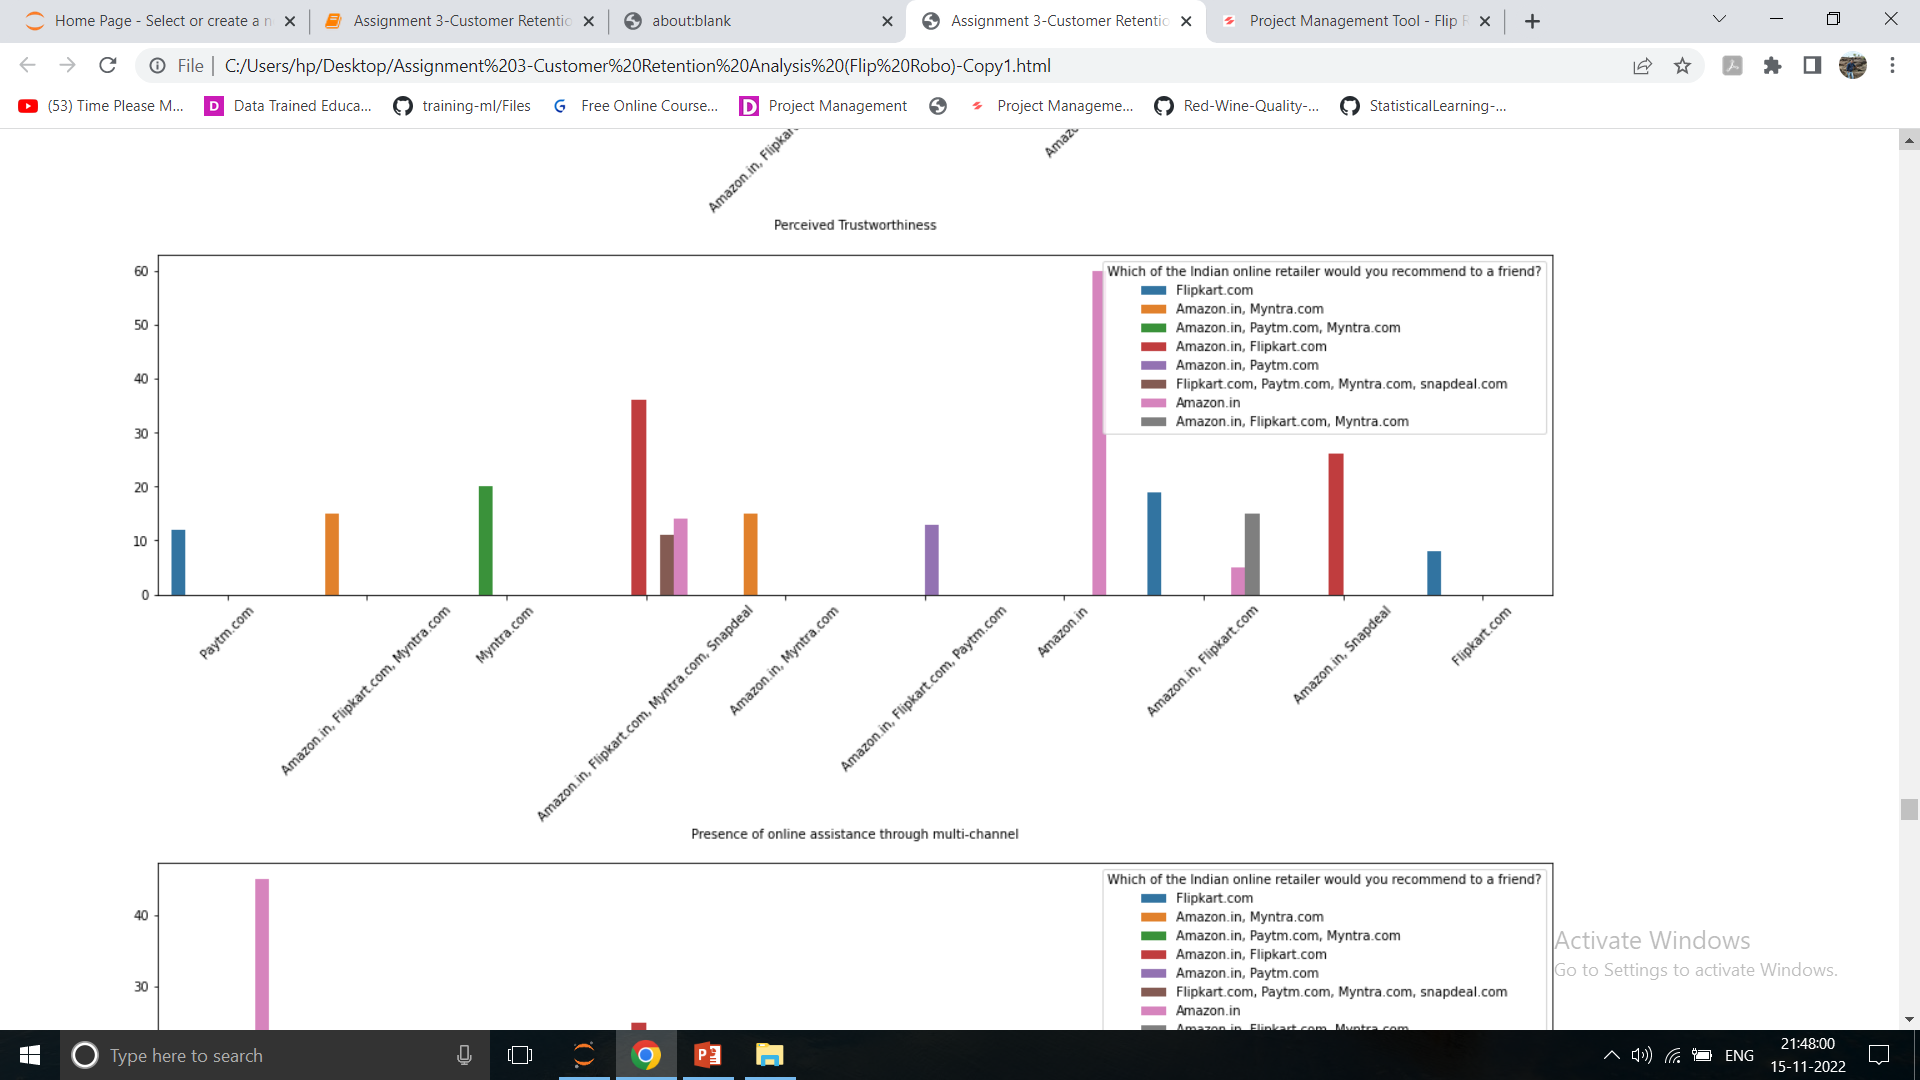 Home Page - Select or create a n
Assignment 3-Customer Retentio
about:blank
Assignment 3-Customer Retentio
Project Management Tool - Flip R
File
C:/Users/hp/Desktop/Assignment%203-Customer%20Retention%20Analysis%20(Flip%20Robo)-Copy1.html
(53) Time Please M...
Data Trained Educa...
training-ml/Files
Free Online Course...
Project Management
Project Manageme...
Red-Wine-Quality-...
StatisticalLearning-...
Amazon.in, Flipkar
Amazo
Perceived Trustworthiness
60
50
40
30
20
10
0
Which of the Indian online retailer would you recommend to a friend?
Flipkart.com
Amazon.in, Myntra.com
Amazon.in, Paytm.com, Myntra.com
Amazon.in, Flipkart.com
Amazon.in, Paytm.com
Flipkart.com, Paytm.com, Myntra.com, snapdeal.com
Amazon.in
Amazon.in, Flipkart.com, Myntra.com
Paytm.com
Amazon.in, Flipkart.com, Myntra.com
Myntra.com
Amazon.in, Flipkart.com, Myntra.com, Snapdeal
Amazon.in, Myntra.com
Amazon.in, Flipkart.com, Paytm.com
Amazon.in
Amazon.in, Flipkart.com
Amazon.in, Snapdeal
Flipkart.com
Presence of online assistance through multi-channel
40
30
Which of the Indian online retailer would you recommend to a friend?
Flipkart.com
Amazon.in, Myntra.com
Amazon.in, Paytm.com, Myntra.com
Amazon.in, Flipkart.com
Amazon.in, Paytm.com
Flipkart.com, Paytm.com, Myntra.com, snapdeal.com
Amazon.in
Amazon.in, Flipkart.com, Myntra.com
Activate Windows
Go to Settings to activate Windows.
Type here to search
ENG
21:48:00
15-11-2022